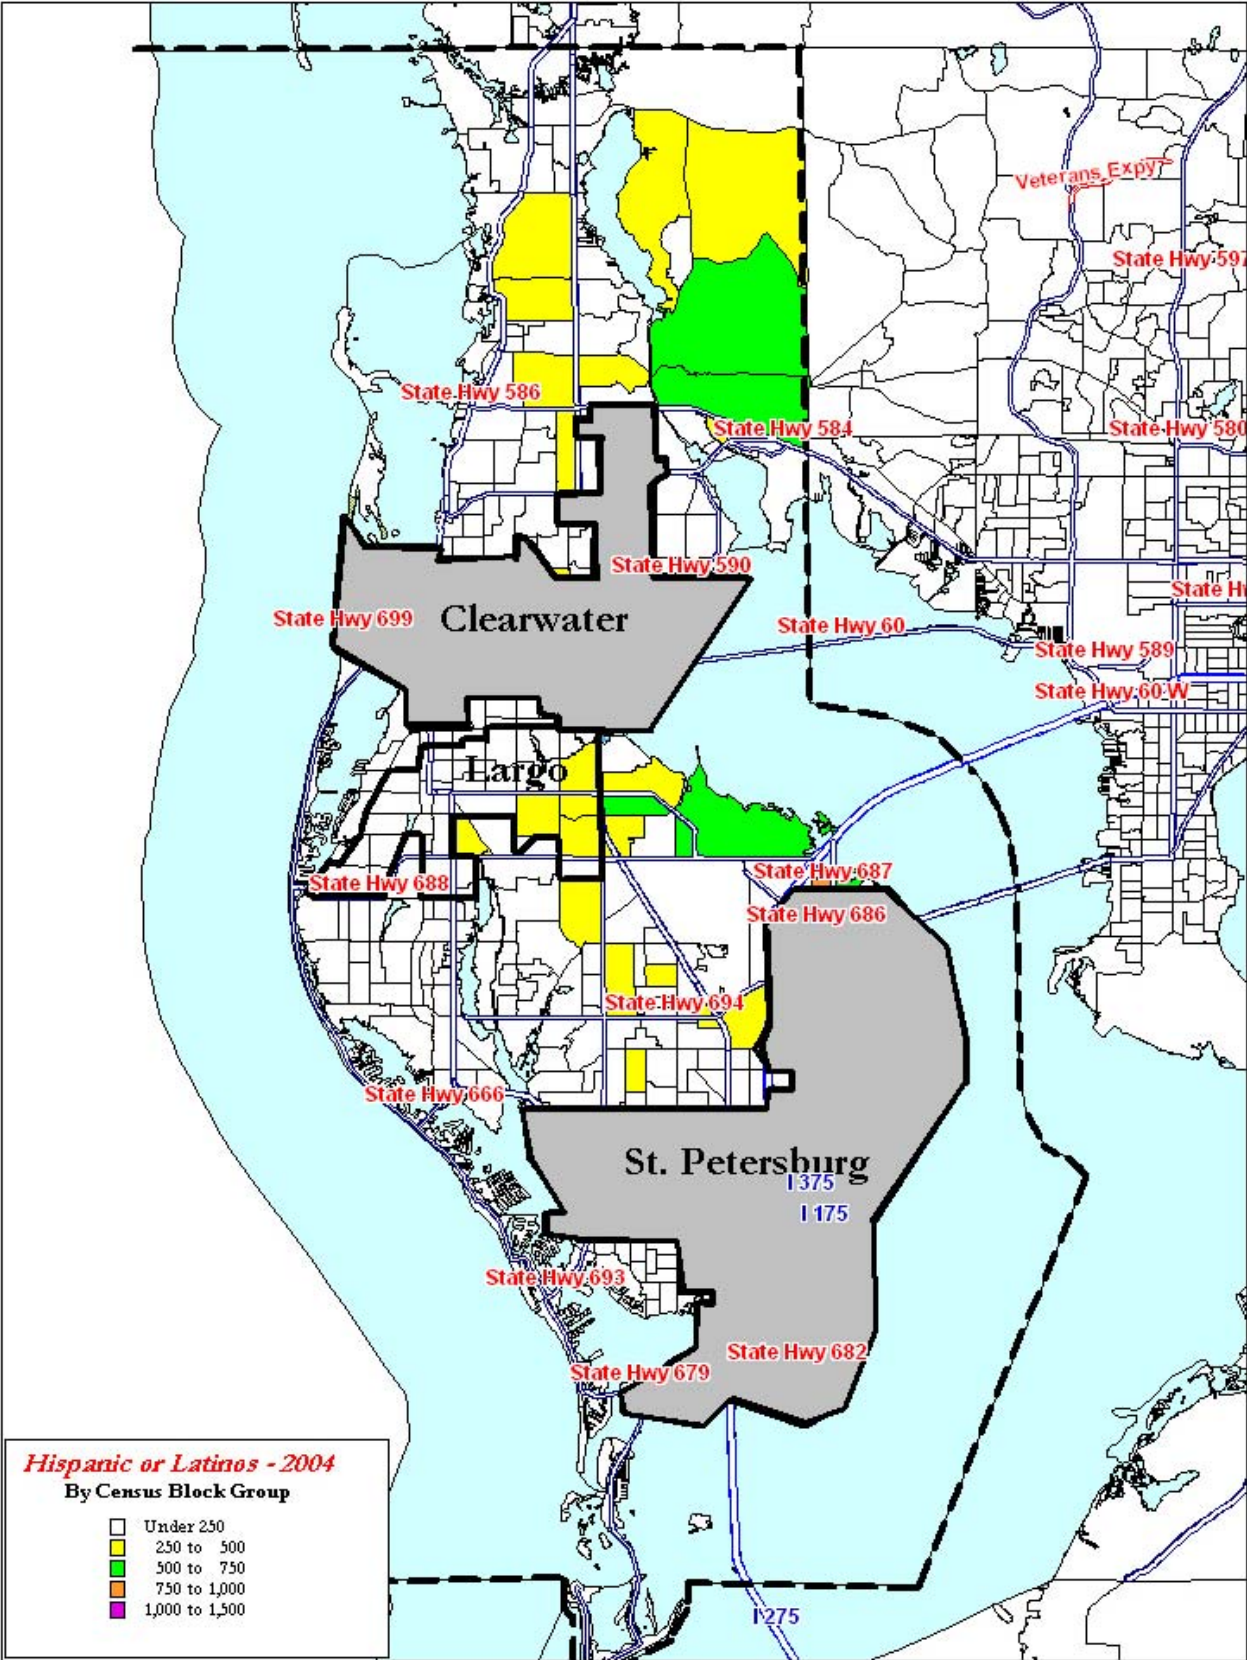 Veterans Expy
State Hwy 597
State Hwy 586
State Hwy 584
State Hwy 580
State Hwy 590
State H
State Hwy 699
Clearwater
State Hwy 60
State Hwy 589
State Hwy 60 W
Largo
State Hwy 688
State Hwy 687
State Hwy 686
State Hwy 694
State Hwy 666
St. Petersburg
I 375
I 175
State Hwy 693
State Hwy 682
State Hwy 679
Hispanic or Latinos - 2004
By Census Block Group
Under 250
250 to 500
500 to 750
750 to 1,000
1,000 to 1,500
I 275